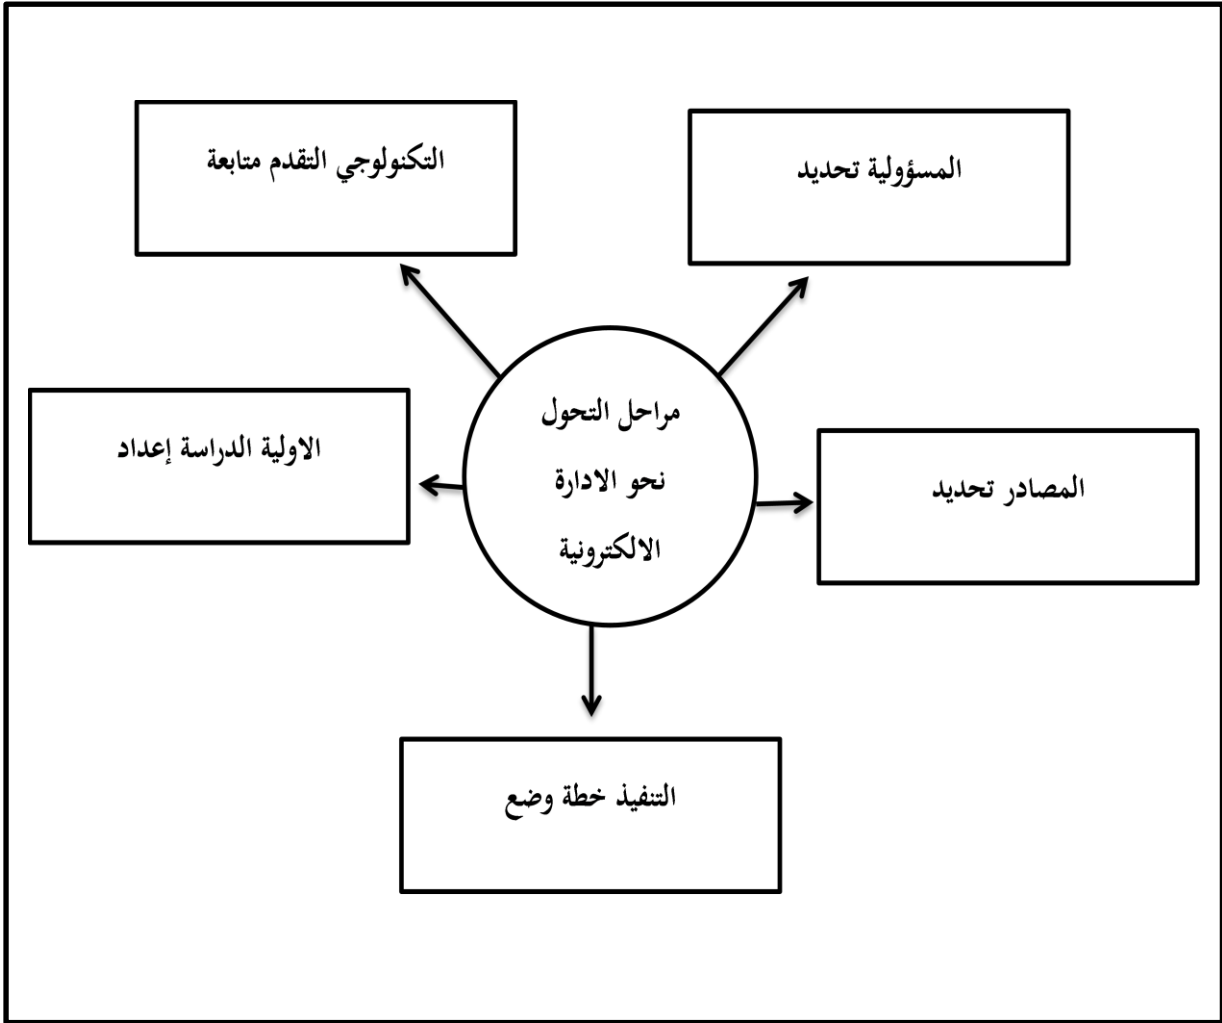 المسؤولية تحديد
التكنولوجي التقدم متابعة
مراحل التحول
نحو الادارة
الالكترونية
المصادر تحديد
الاولية الدراسة إعداد
التنفيذ خطة وضع